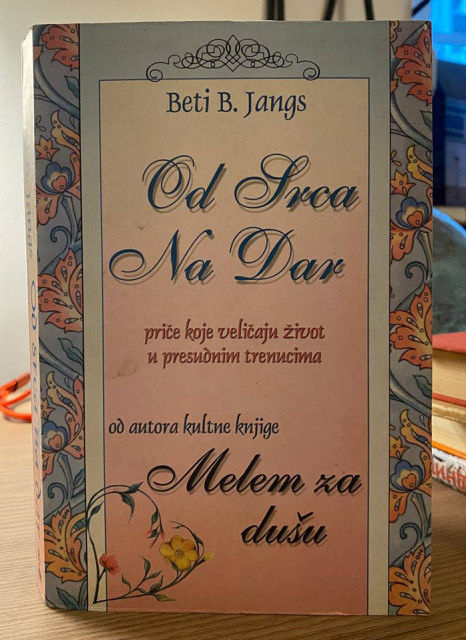 Beti B. Jangs
Od Srca
Na Dar
priče koje veličaju život
u presudnim trenucima
od autora kultne knjige
Melem za
dušu